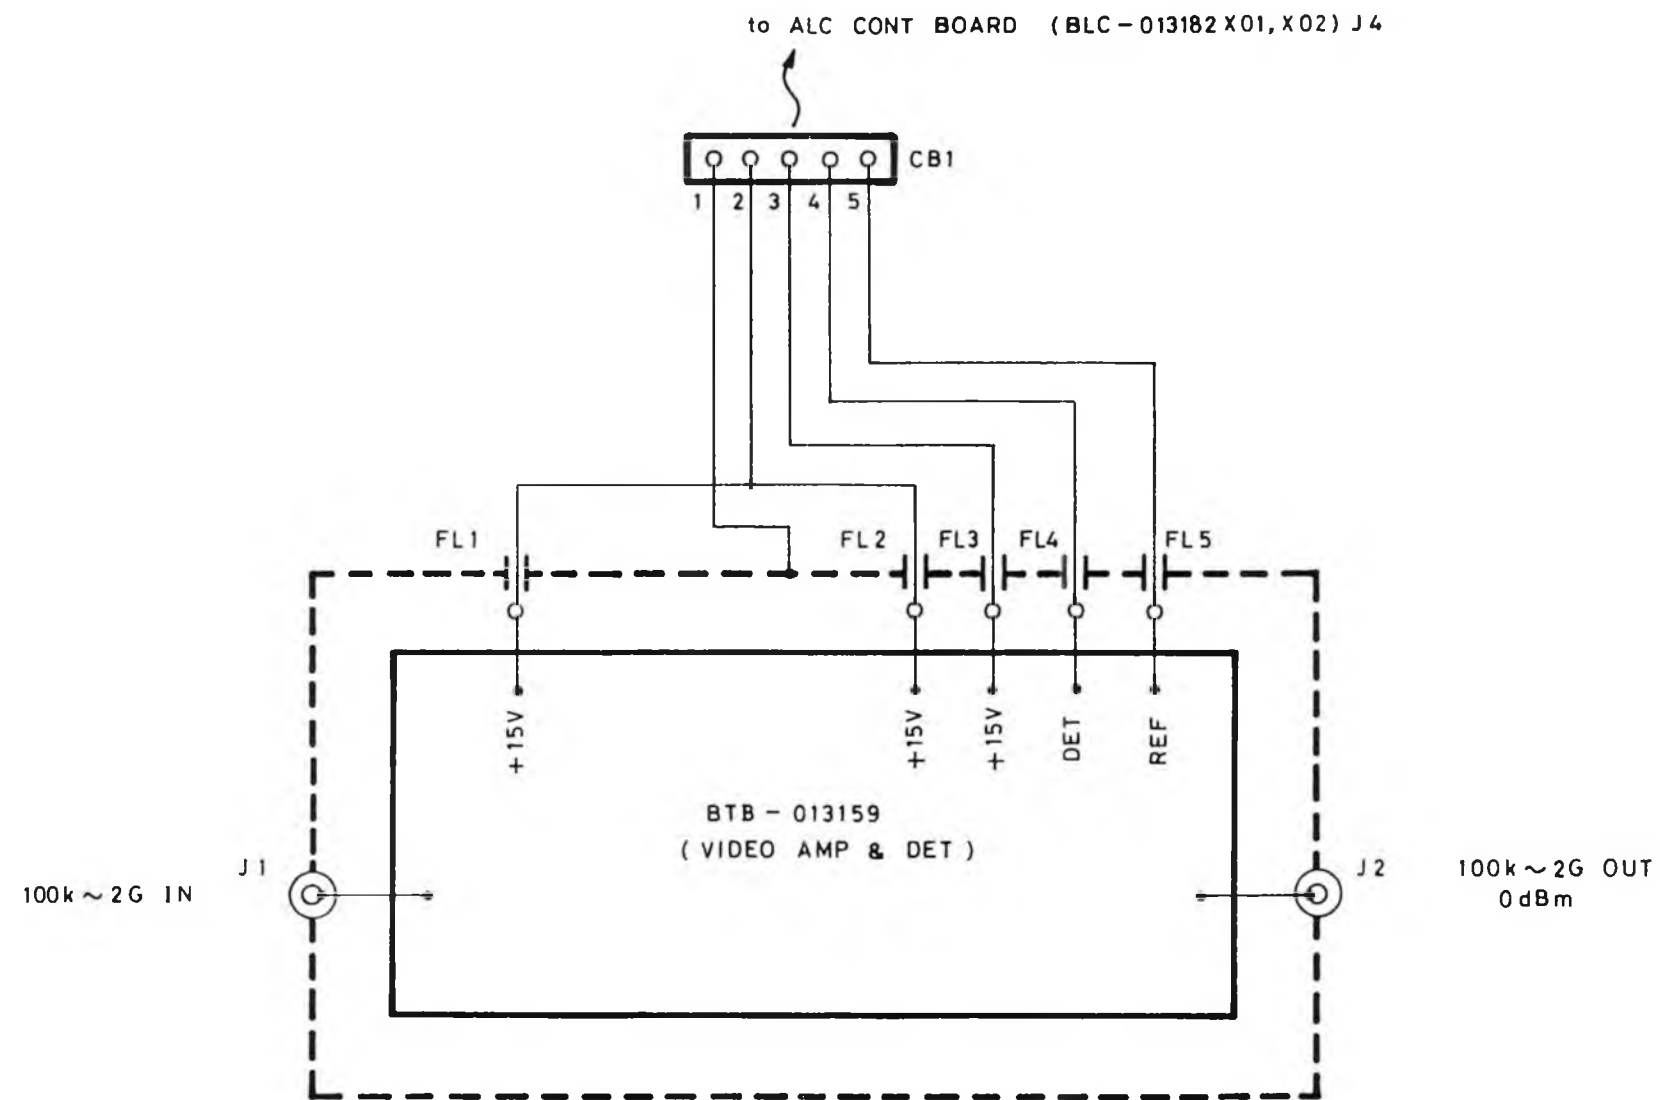 to ALC CONT BOARD (BLC-013182X01,X02) J4
CB1
1 2 3 4 5
FL1 FL2 FL3 FL4 FL5
+15V +15V +15V DET REF
BTB-013159
(VIDEO AMP & DET)
J1 J2
100k~2G IN 100k~2G OUT
0dBm